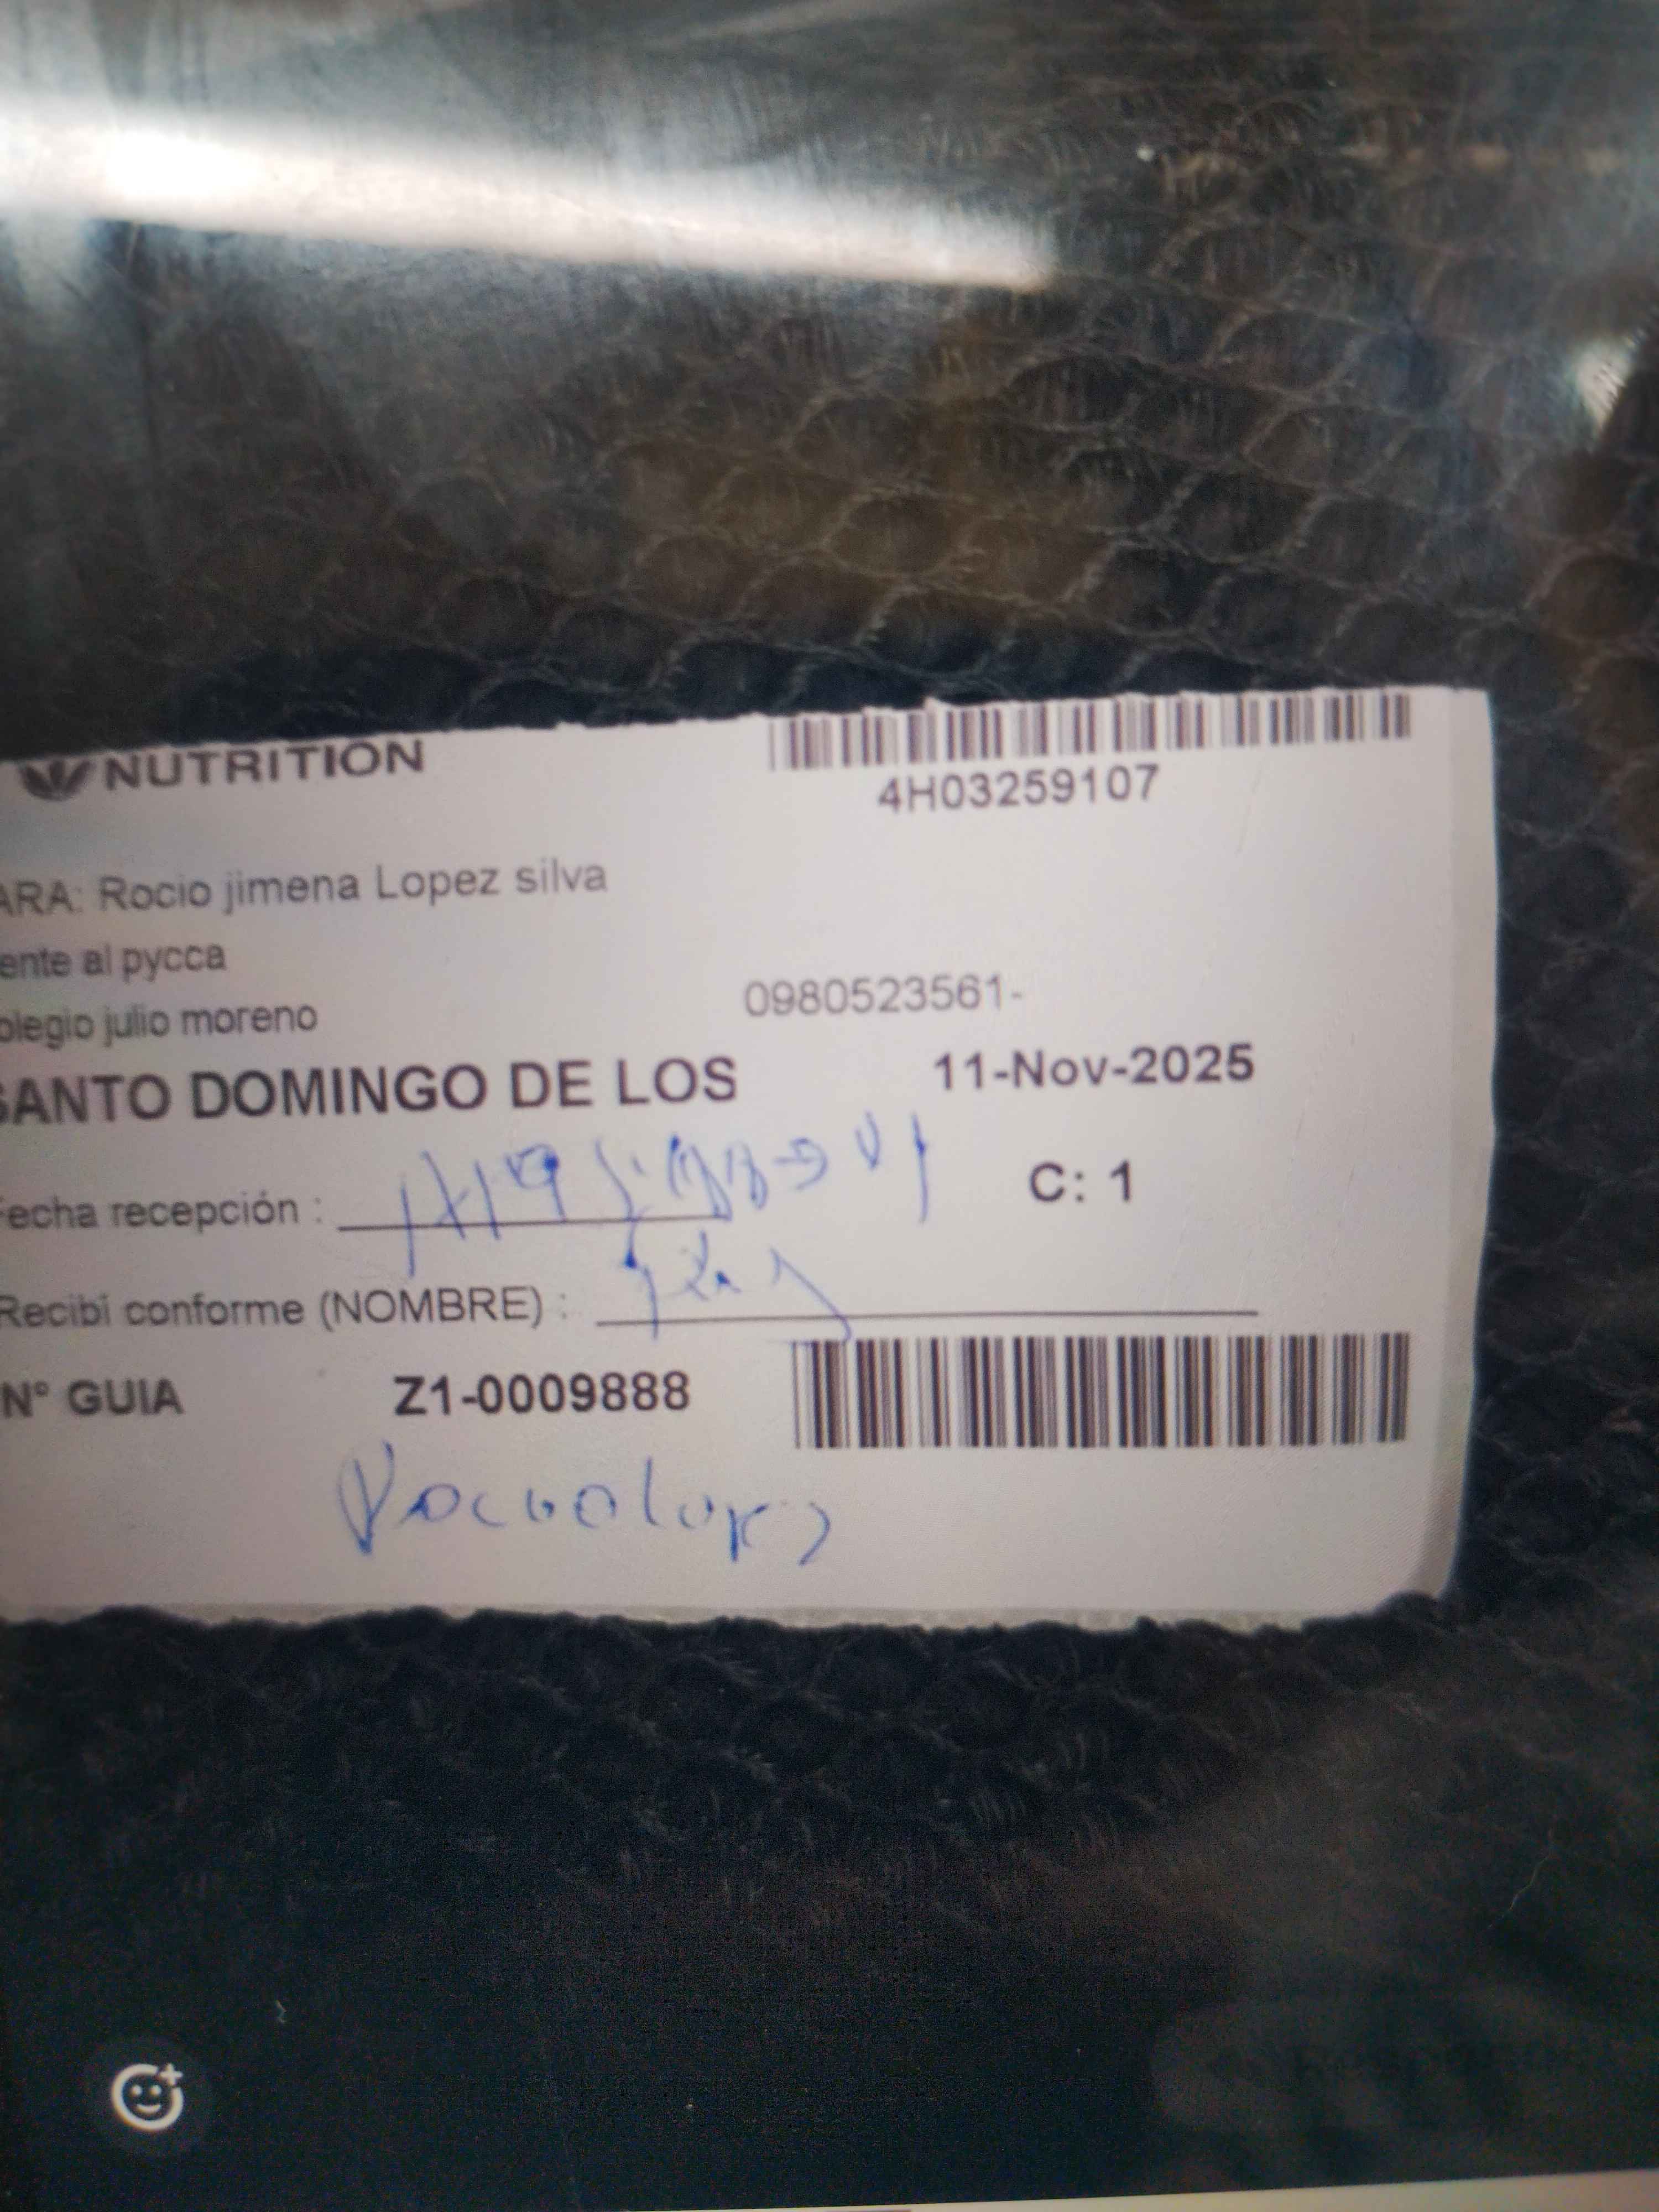 NUTRITION
4H03259107
ARA: Rocio jimena Lopez silva
ente al pycca
olegio julio moreno
0980523561-
SANTO DOMINGO DE LOS
11-Nov-2025
Fecha recepción :
C: 1
Recibi conforme (NOMBRE) :
N° GUIA Z1-0009888